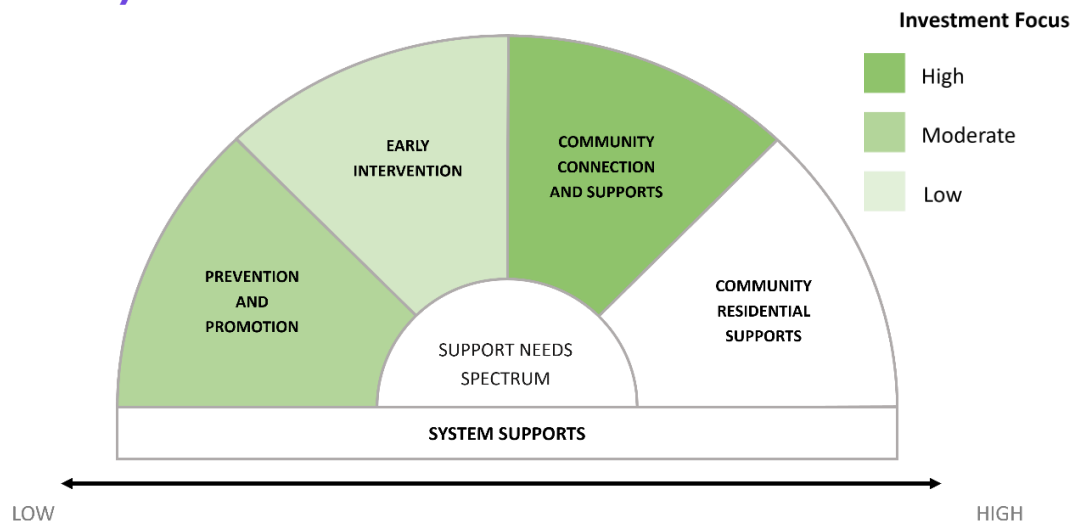 Investment Focus
High
Moderate
Low
EARLY
INTERVENTION
COMMUNITY
CONNECTION
AND SUPPORTS
PREVENTION
AND
PROMOTION
COMMUNITY
RESIDENTIAL
SUPPORTS
SUPPORT NEEDS
SPECTRUM
SYSTEM SUPPORTS
LOW
HIGH